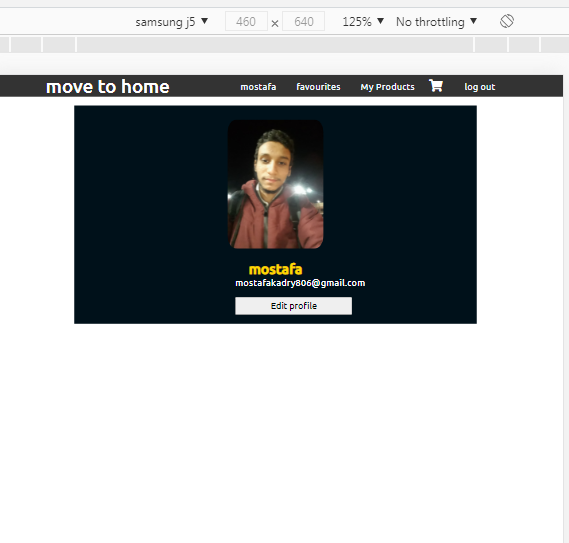 samsung j5 460 × 640 125% No throttling
move to home mostafa favourites My Products log out
mostafa
mostafakadry806@gmail.com
Edit profile